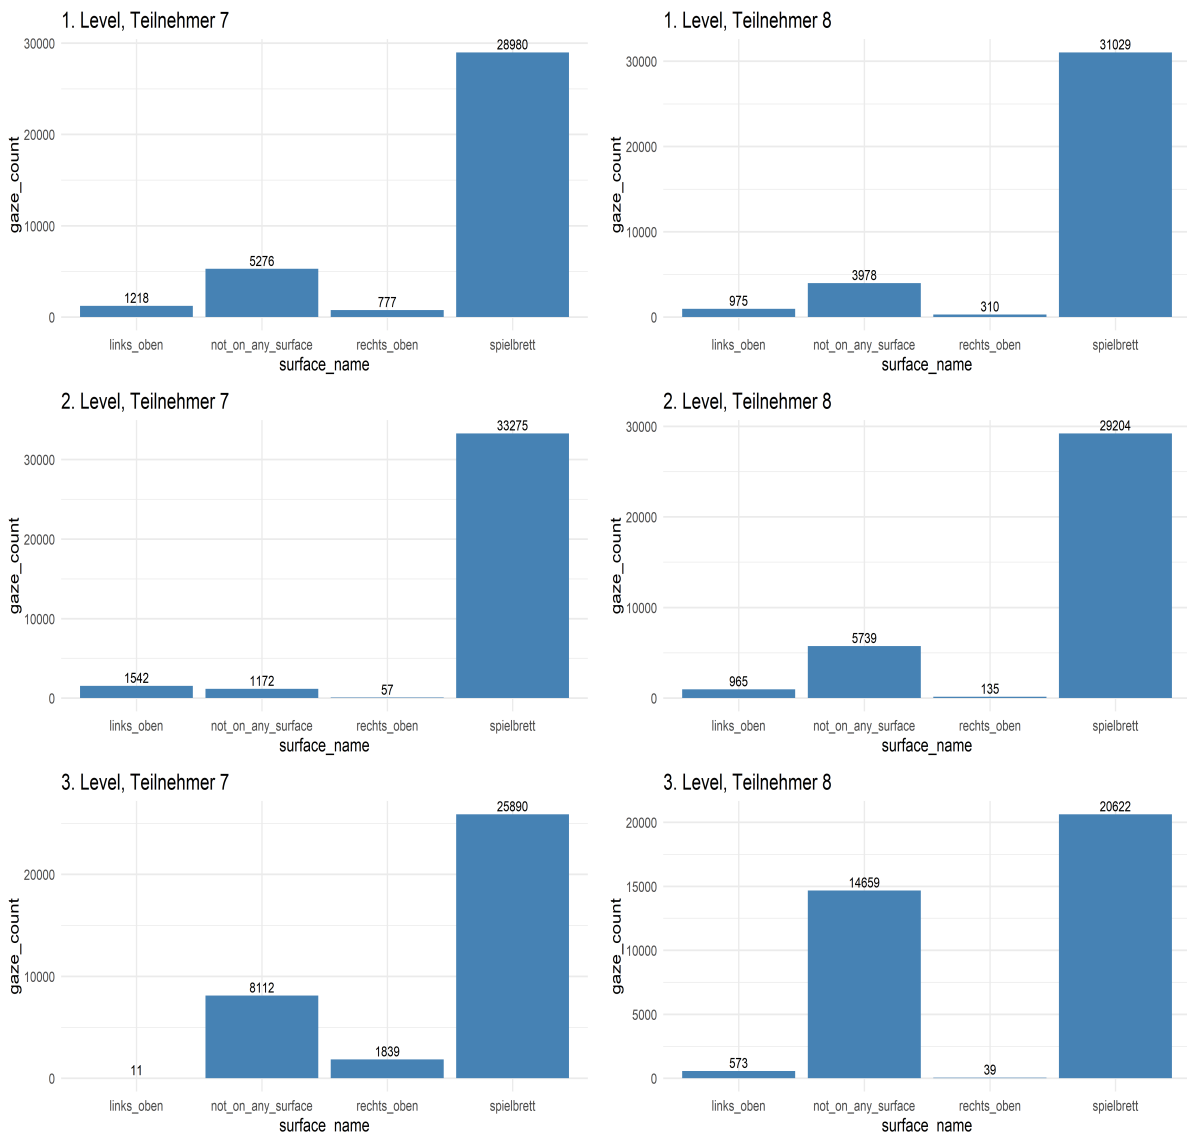 1. Level, Teilnehmer 7
30000
20000
10000
0
gaze_count
1218
5276
777
28980
links_oben not_on_any_surface rechts_oben spielbrett
surface_name
1. Level, Teilnehmer 8
30000
20000
10000
0
gaze_count
975
3978
310
31029
links_oben not_on_any_surface rechts_oben spielbrett
surface_name
2. Level, Teilnehmer 7
30000
20000
10000
0
gaze_count
1542
1172
57
33275
links_oben not_on_any_surface rechts_oben spielbrett
surface_name
2. Level, Teilnehmer 8
30000
20000
10000
0
gaze_count
965
5739
135
29204
links_oben not_on_any_surface rechts_oben spielbrett
surface_name
3. Level, Teilnehmer 7
20000
10000
0
gaze_count
11
8112
1839
25890
links_oben not_on_any_surface rechts_oben spielbrett
surface_name
3. Level, Teilnehmer 8
20000
15000
10000
5000
0
gaze_count
573
14659
39
20622
links_oben not_on_any_surface rechts_oben spielbrett
surface_name